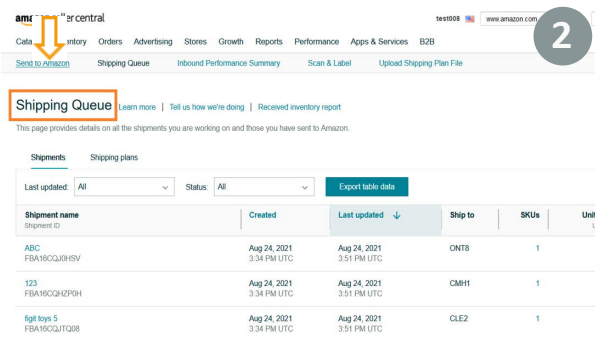 ama er central
test008 www.amazon.com
2
Cata entory Orders Advertising Stores Growth Reports Performance Apps & Services B2B
Send to Amazon Shipping Queue Inbound Performance Summary Scan & Label Upload Shipping Plan File
Shipping Queue Learn more | Tell us how we're doing | Received inventory report
This page provides details on all the shipments you are working on and those you have sent to Amazon.
Shipments Shipping plans
Last updated: All Status: All Export table data
Shipment name Created Last updated Ship to SKUs Unit
Shipment ID U
ABC Aug 24, 2021 Aug 24, 2021 ONT8 1
FBA16CQJ0HSV 3:34 PM UTC 3:51 PM UTC
123 Aug 24, 2021 Aug 24, 2021 CMH1 1
FBA16CQHZP0H 3:34 PM UTC 3:51 PM UTC
figit toys 5 Aug 24, 2021 Aug 24, 2021 CLE2 1
FBA16CQJTQ08 3:34 PM UTC 3:51 PM UTC